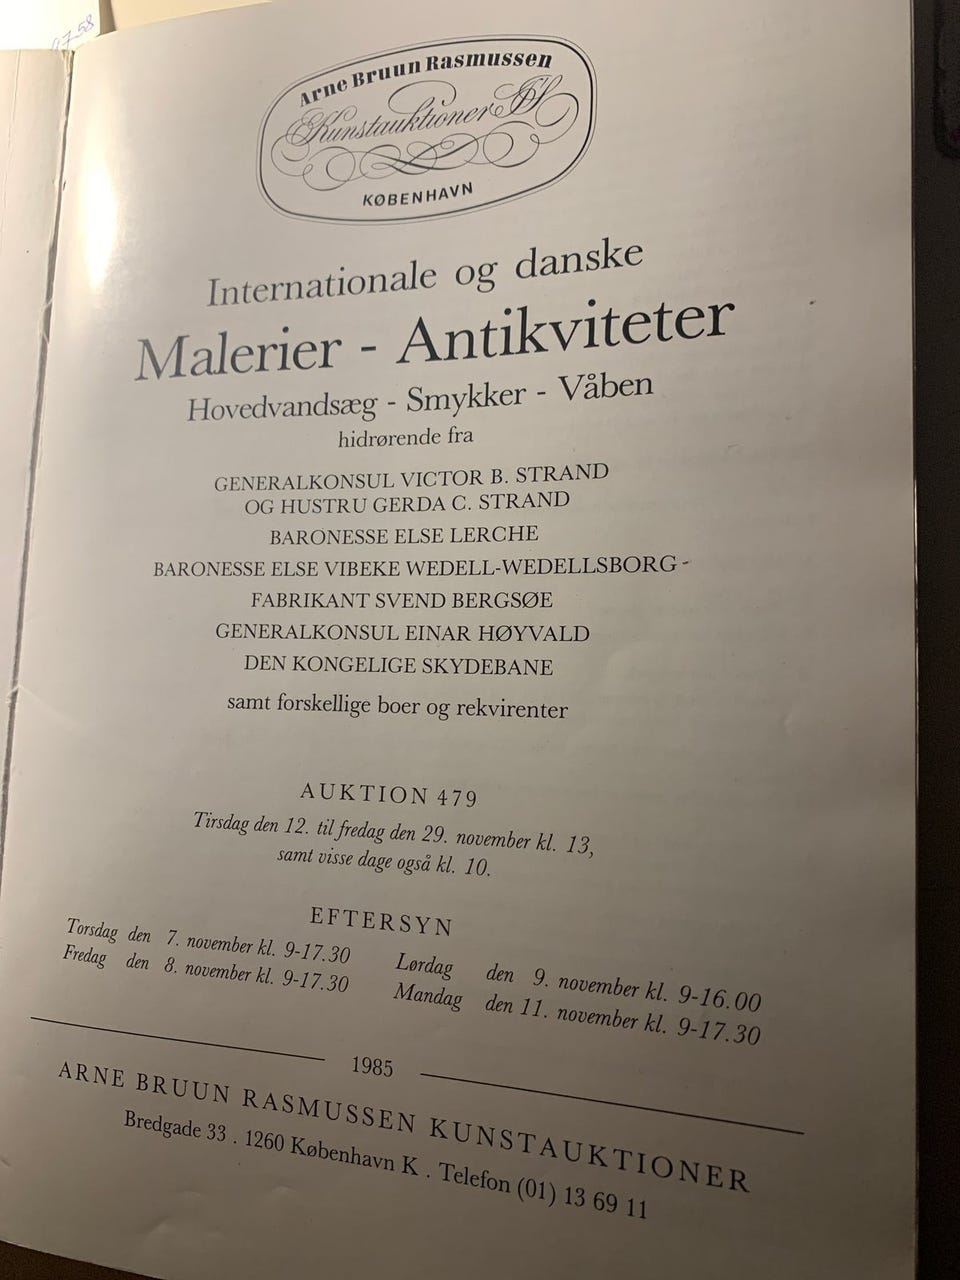 9758
Arne Bruun Rasmussen
Kunstauktioner A/S
KØBENHAVN
Internationale og danske
Malerier - Antikviteter
Hovedvandsæg - Smykker - Våben
hidrørende fra
GENERALKONSUL VICTOR B. STRAND
OG HUSTRU GERDA C. STRAND
BARONESSE ELSE LERCHE
BARONESSE ELSE VIBEKE WEDELL-WEDELLSBORG -
FABRIKANT SVEND BERGSØE
GENERALKONSUL EINAR HØYVALD
DEN KONGELIGE SKYDEBANE
samt forskellige boer og rekvirenter
AUKTION 479
Tirsdag den 12. til fredag den 29. november kl. 13,
samt visse dage også kl. 10.
EFTERSYN
Torsdag den 7. november kl. 9-17.30
Fredag den 8. november kl. 9-17.30
Lørdag den 9. november kl. 9-16.00
Mandag den 11. november kl. 9-17.30
1985
ARNE BRUUN RASMUSSEN KUNSTAUKTIONER
Bredgade 33 . 1260 København K . Telefon (01) 13 69 11